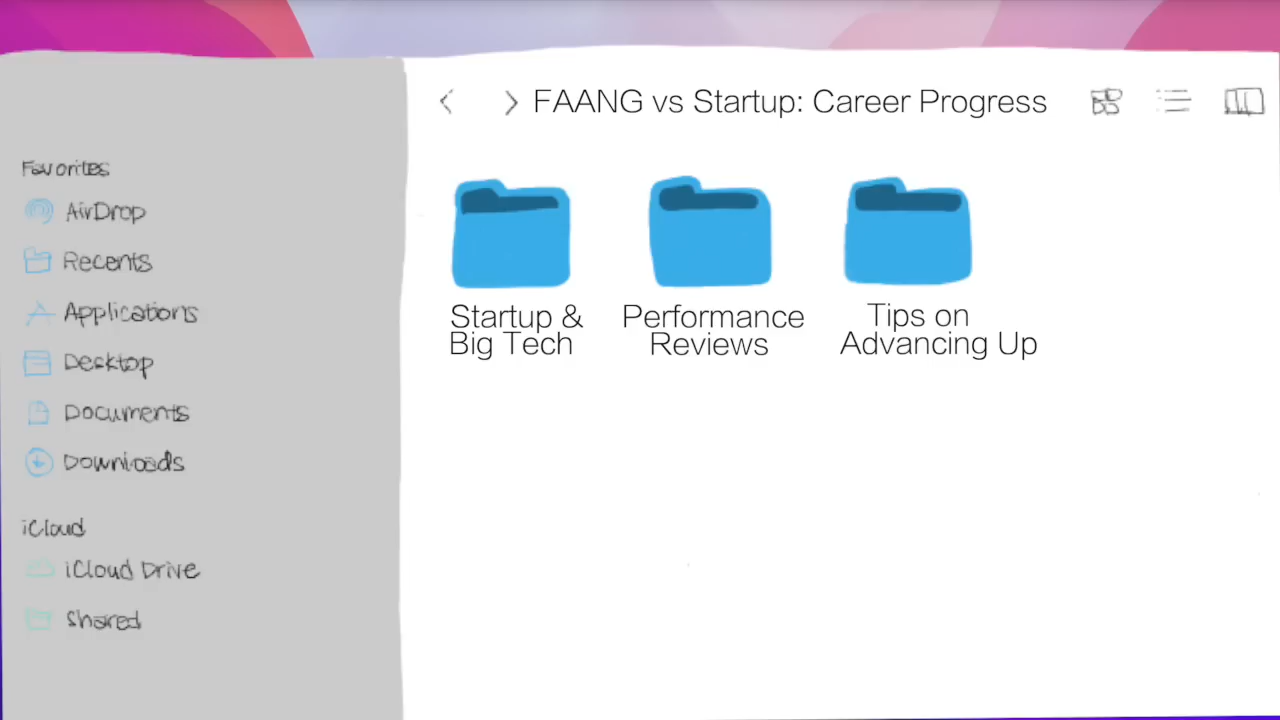 FAANG vs Startup: Career Progress
Favorites
AirDrop
Recents
Applications
Desktop
Documents
Downloads
iCloud
iCloud Drive
Shared
Startup &
Big Tech
Performance
Reviews
Tips on
Advancing Up